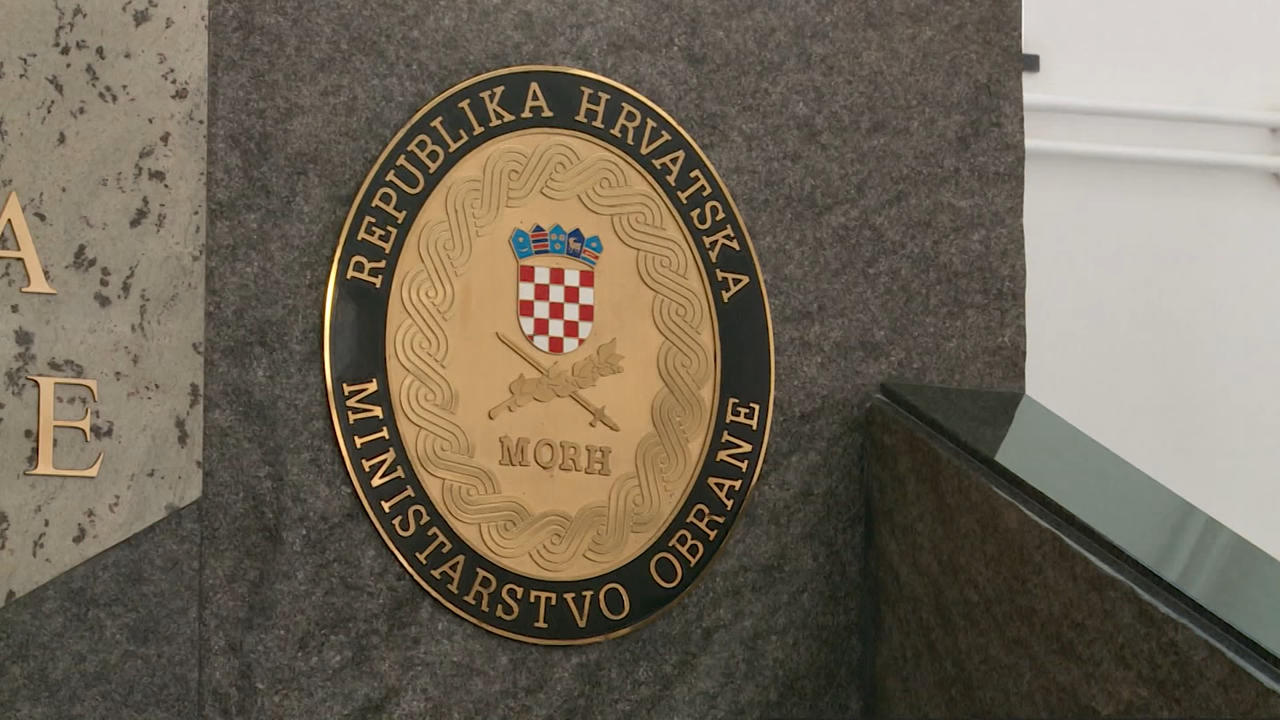 A
E
REPUBLIKA HRVATSKA
MORH
MINISTARSTVO OBRANE